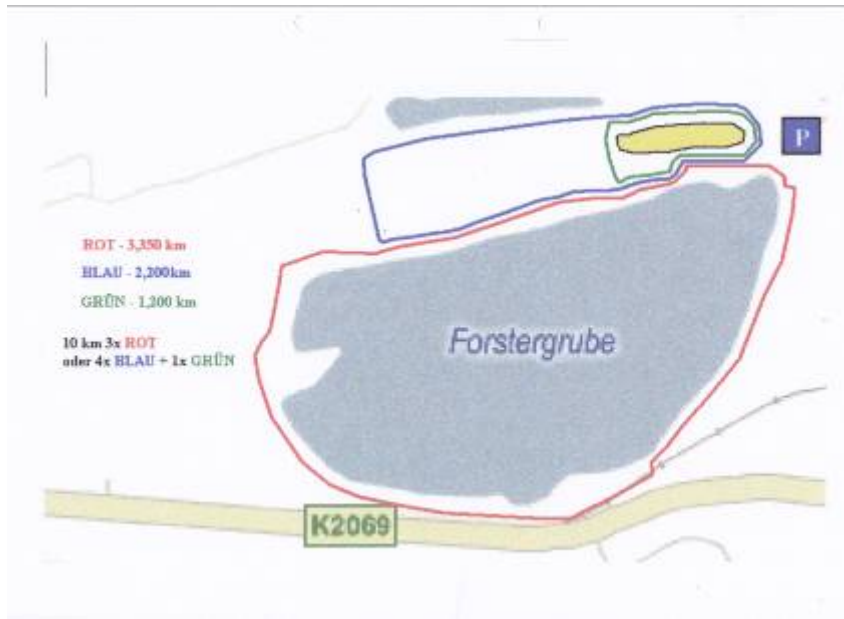 P
ROT - 3,350 km
BLAU - 2,200km
GRÜN - 1,200 km
10 km 3x ROT
oder 4x BLAU + 1x GRÜN
Forstergrube
K2069